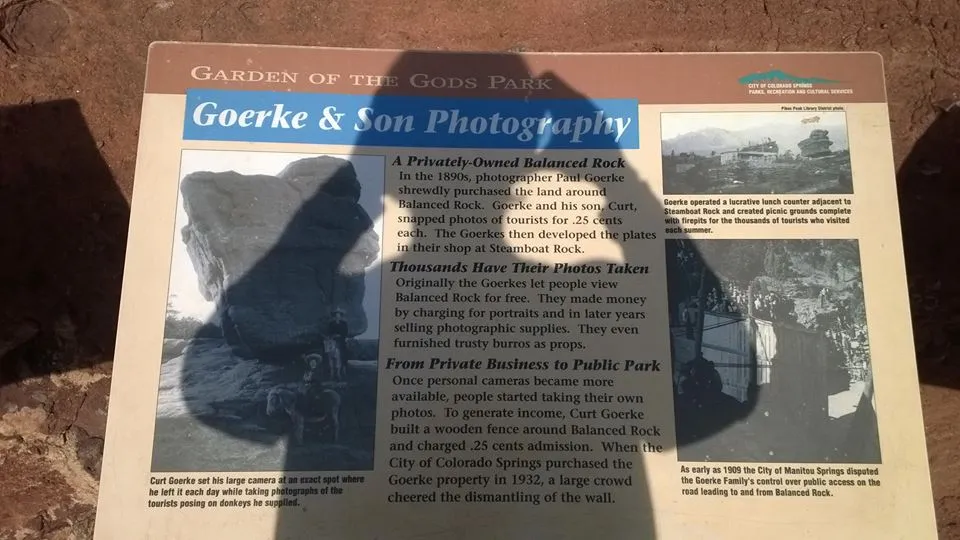 GARDEN OF THE GODS PARK
CITY OF COLORADO SPRINGS
PARKS, RECREATION AND CULTURAL SERVICES
Goerke & Son Photography
A Privately-Owned Balanced Rock
In the 1890s, photographer Paul Goerke
shrewdly purchased the land around
Balanced Rock. Goerke and his son, Curt,
snapped photos of tourists for .25 cents
each. The Goerkes then developed the plates
in their shop at Steamboat Rock.
Thousands Have Their Photos Taken
Originally the Goerkes let people view
Balanced Rock for free. They made money
by charging for portraits and in later years
selling photographic supplies. They even
furnished trusty burros as props.
From Private Business to Public Park
Once personal cameras became more
available, people started taking their own
photos. To generate income, Curt Goerke
built a wooden fence around Balanced Rock
and charged .25 cents admission. When the
City of Colorado Springs purchased the
Goerke property in 1932, a large crowd
cheered the dismantling of the wall.
Curt Goerke set his large camera at an exact spot where
he left it each day while taking photographs of the
tourists posing on donkeys he supplied.
Pikes Peak Library District photo.
Goerke operated a lucrative lunch counter adjacent to
Steamboat Rock and created picnic grounds complete
with firepits for the thousands of tourists who visited
each summer.
As early as 1909 the City of Manitou Springs disputed
the Goerke Family's control over public access on the
road leading to and from Balanced Rock.